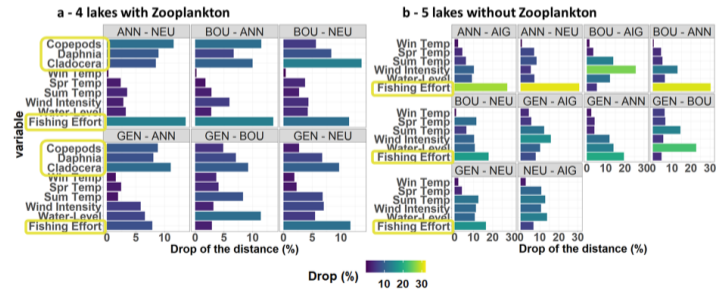 a - 4 lakes with Zooplankton
ANN - NEU BOU - ANN BOU - NEU
Copepods
Daphnia
Cladocera
Win Temp
Spr Temp
Sum Temp
Wind Intensity
Water-Level
Fishing Effort
GEN - ANN GEN - BOU GEN - NEU
Copepods
Daphnia
Cladocera
Win Temp
Spr Temp
Sum Temp
Wind Intensity
Water-Level
Fishing Effort
variable
0 5 10 0 5 10 0 5 10
Drop of the distance (%)
b - 5 lakes without Zooplankton
ANN - AIG ANN - NEU BOU - AIG BOU - ANN
Win Temp
Spr Temp
Sum Temp
Wind Intensity
Water-Level
Fishing Effort
BOU - NEU GEN - AIG GEN - ANN GEN - BOU
Win Temp
Spr Temp
Sum Temp
Wind Intensity
Water-Level
Fishing Effort
0 10 20 30 0 10 20 30
GEN - NEU NEU - AIG
Win Temp
Spr Temp
Sum Temp
Wind Intensity
Water-Level
Fishing Effort
0 10 20 30 0 10 20 30
Drop of the distance (%)
Drop (%)
10 20 30